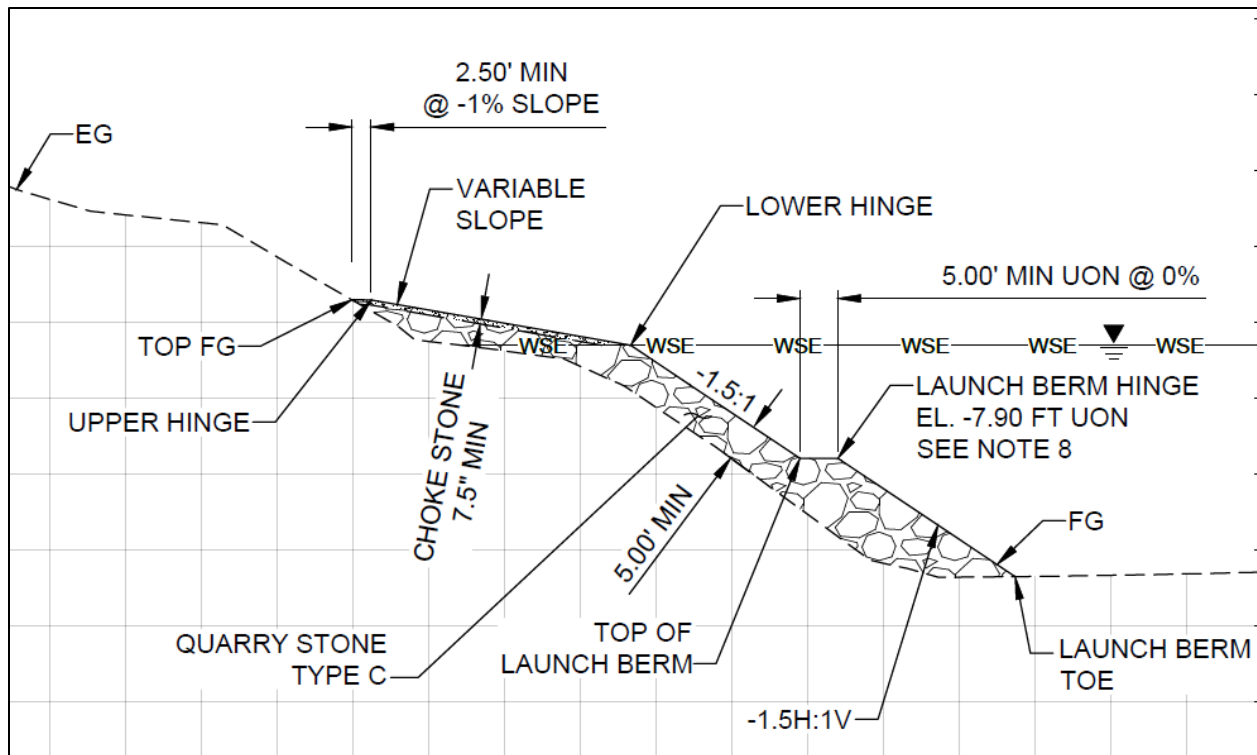 2.50' MIN
@ -1% SLOPE
EG
VARIABLE
SLOPE
LOWER HINGE
5.00' MIN UON @ 0%
TOP FG
WSE
WSE
WSE
WSE
WSE
WSE
UPPER HINGE
CHOKE STONE
7.5" MIN
-1.5:1
LAUNCH BERM HINGE
EL. -7.90 FT UON
SEE NOTE 8
5.00' MIN
FG
QUARRY STONE
TYPE C
TOP OF
LAUNCH BERM
LAUNCH BERM
TOE
-1.5H:1V